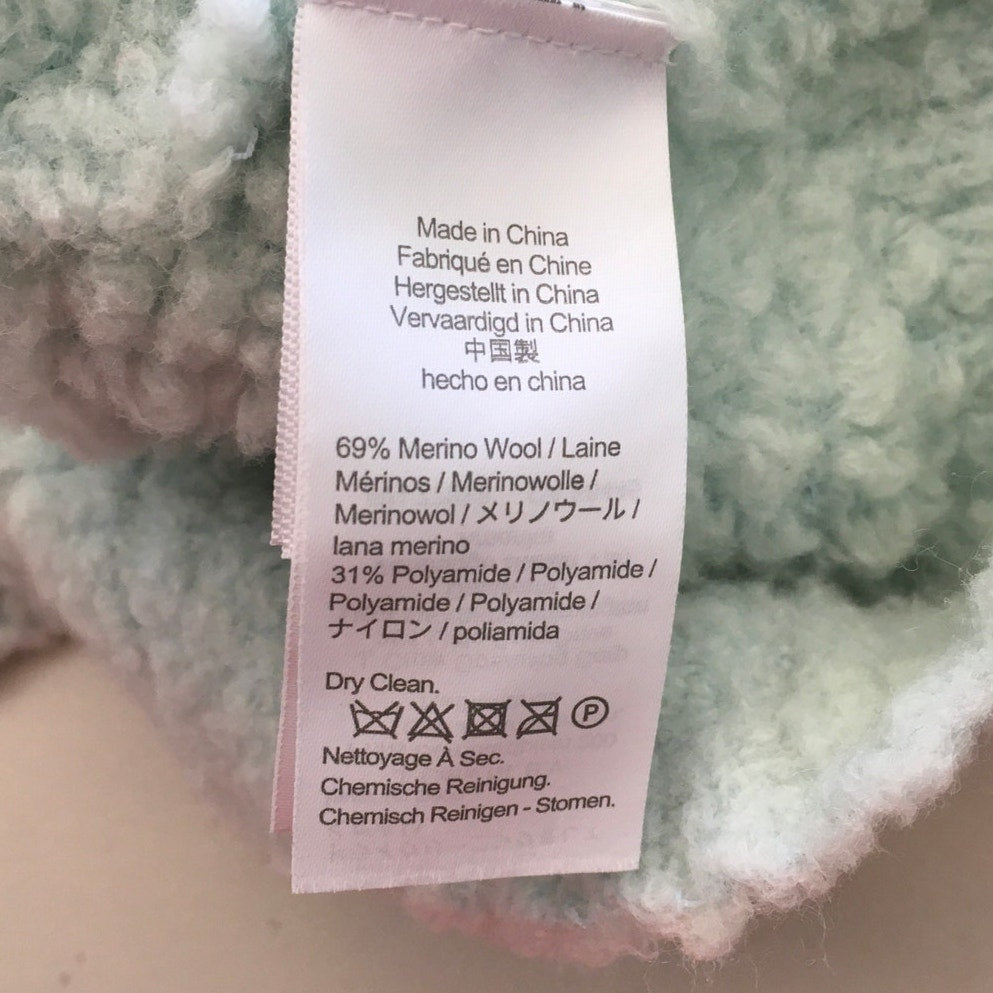 Made in China
Fabriqué en Chine
Hergestellt in China
Vervaardigd in China
中国製
hecho en china
69% Merino Wool / Laine
Mérinos / Merinowolle /
Merinowol / メリノウール /
lana merino
31% Polyamide / Polyamide /
Polyamide / Polyamide /
ナイロン / poliamida
Dry Clean.
P
Nettoyage À Sec.
Chemische Reinigung.
Chemisch Reinigen - Stomen.